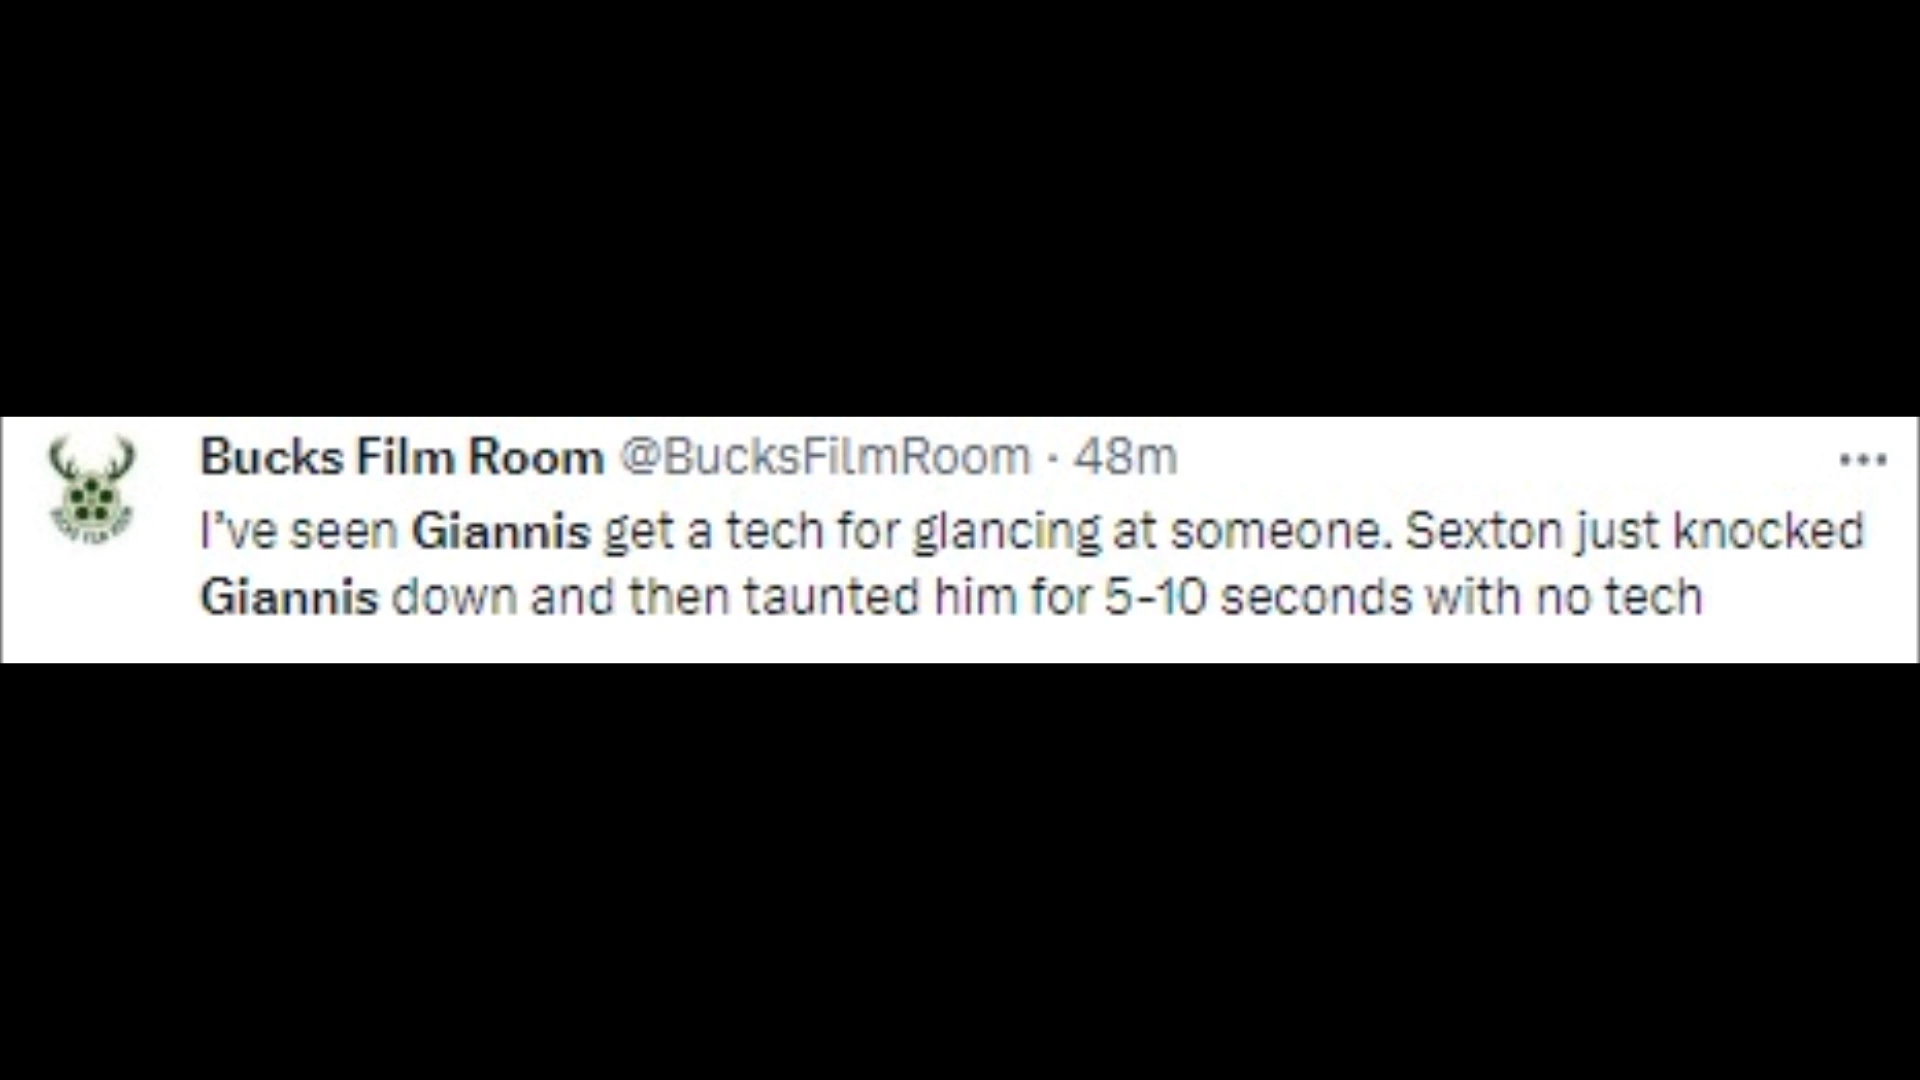 Bucks Film Room @BucksFilmRoom · 48m
I've seen Giannis get a tech for glancing at someone. Sexton just knocked
Giannis down and then taunted him for 5-10 seconds with no tech